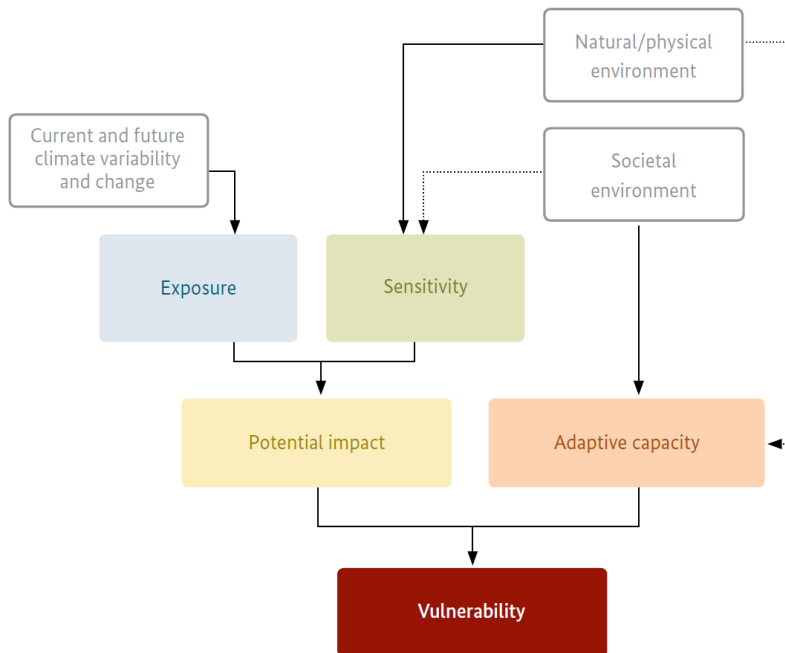 Natural/physical
environment
Current and future
climate variability
and change
Societal
environment
Exposure
Sensitivity
Potential impact
Adaptive capacity
Vulnerability